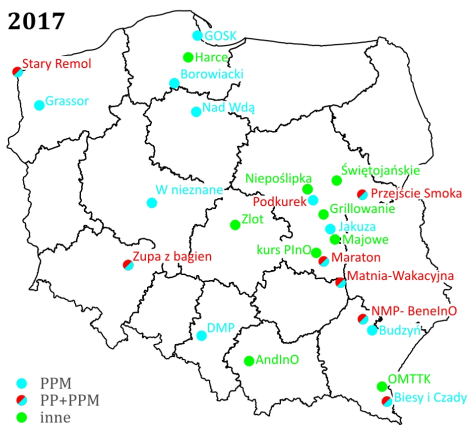 2017
GOSK
Harce
Stary Remol
Borowiacki
Grassor
Nad Wdą
Świętojańskie
Niepoślipka
Przejście Smoka
W nieznane
Podkurek
Grillowanie
Zlot
Jakuza
Majowe
kurs PInO
Zupa z bagien
Maraton
Matnia-Wakacyjna
NMP- BeneInO
DMP
Budzyń
AndInO
OMTTK
Biesy i Czady
PPM
PP+PPM
inne